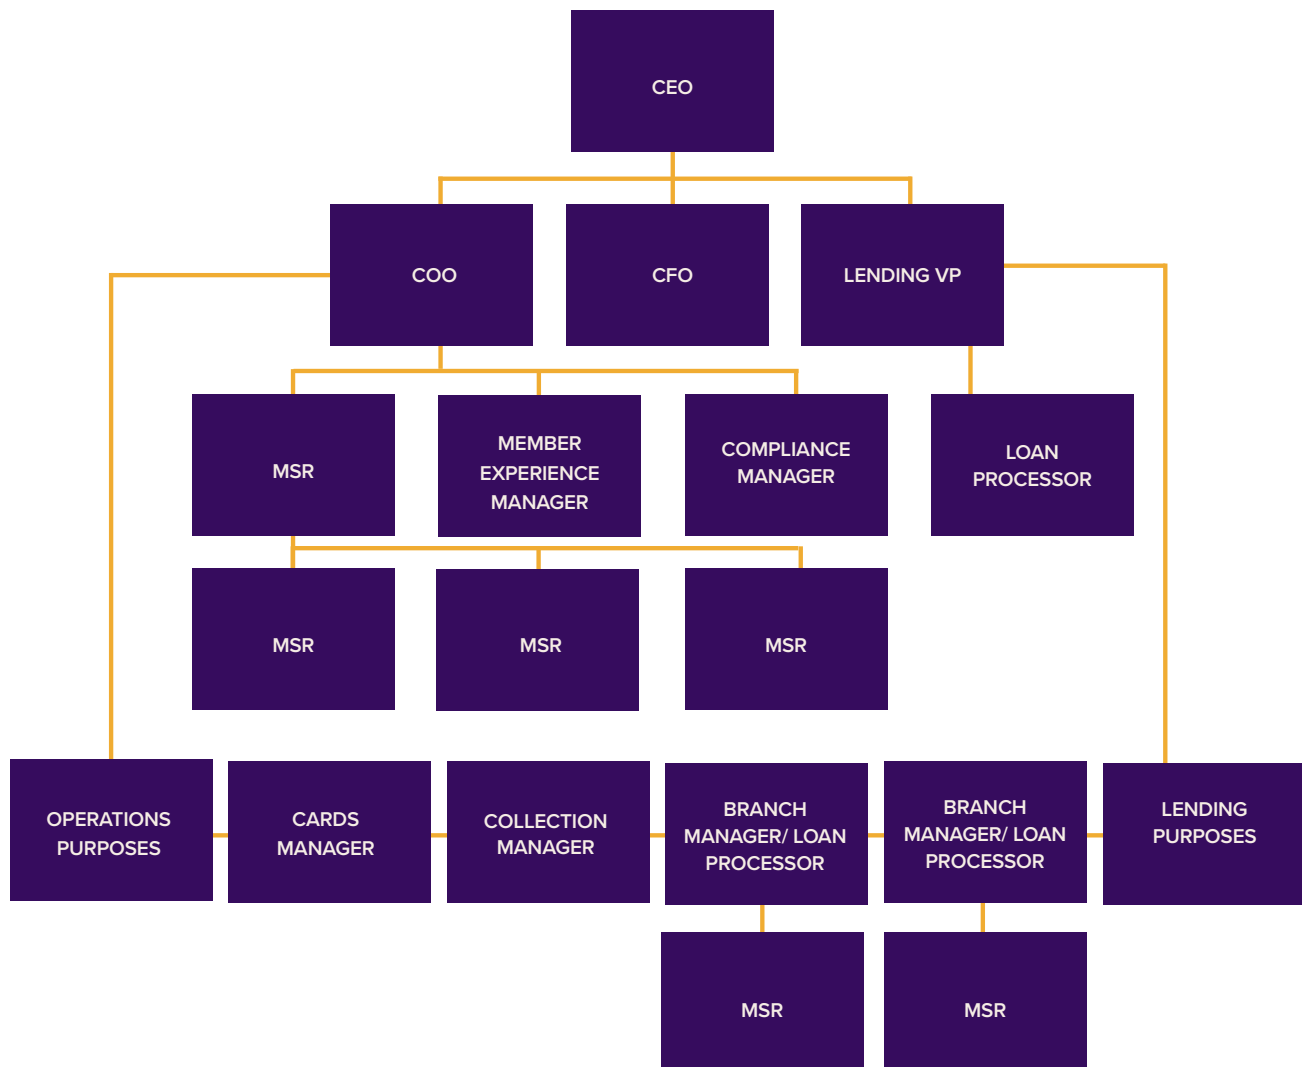 CEO
COO
CFO
LENDING VP
MSR
MEMBER
EXPERIENCE
MANAGER
COMPLIANCE
MANAGER
LOAN
PROCESSOR
MSR
MSR
MSR
OPERATIONS
PURPOSES
CARDS
MANAGER
COLLECTION
MANAGER
BRANCH
MANAGER/ LOAN
PROCESSOR
BRANCH
MANAGER/ LOAN
PROCESSOR
LENDING
PURPOSES
MSR
MSR